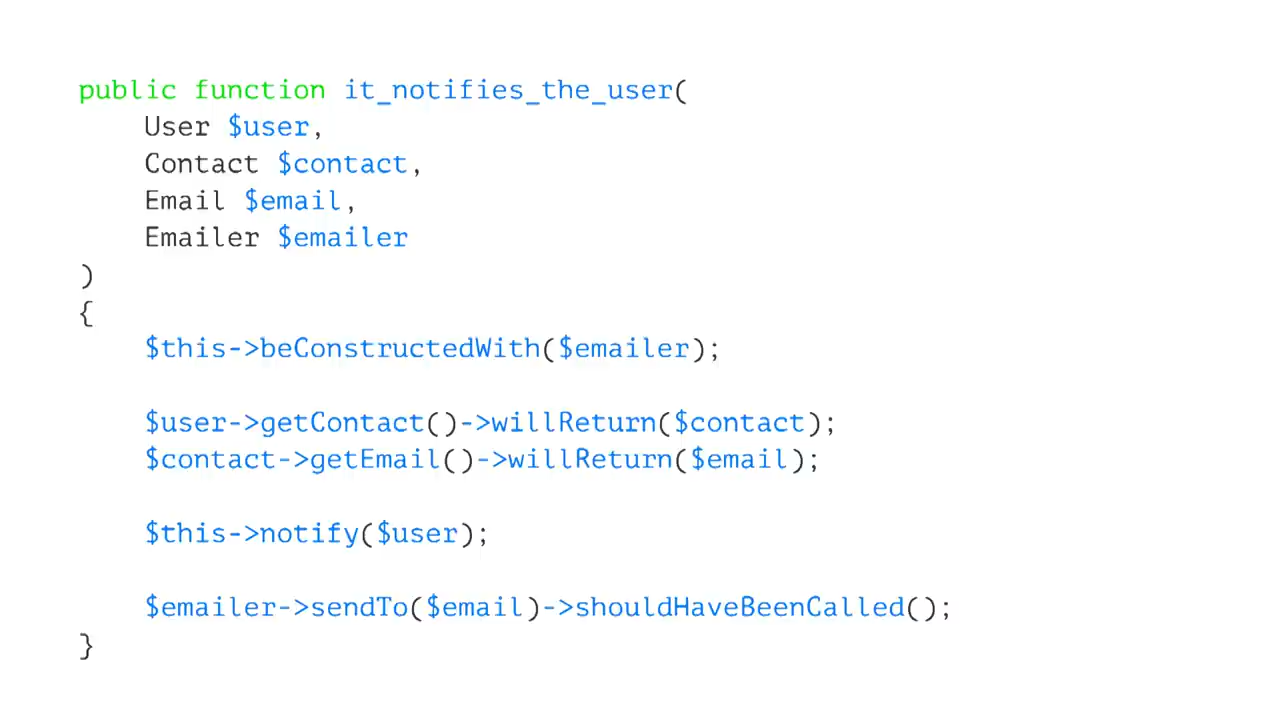 public function it_notifies_the_user(
    User $user,
    Contact $contact,
    Email $email,
    Emailer $emailer
)
{
    $this->beConstructedWith($emailer);

    $user->getContact()->willReturn($contact);
    $contact->getEmail()->willReturn($email);

    $this->notify($user);

    $emailer->sendTo($email)->shouldHaveBeenCalled();
}